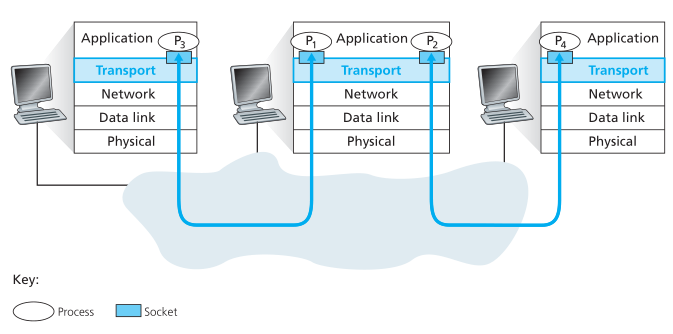 Application P3
Transport
Network
Data link
Physical
P1 Application P2
Transport
Network
Data link
Physical
P4 Application
Transport
Network
Data link
Physical
Key:
Process
Socket